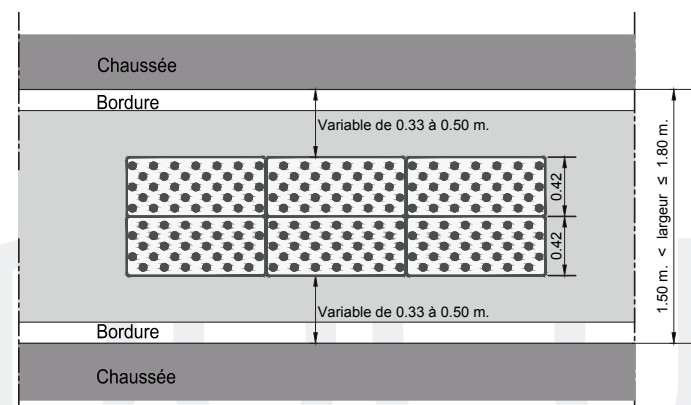 Chaussée
Bordure
Variable de 0.33 à 0.50 m.
0.42
0.42
1.50 m. < largeur ≤ 1.80 m.
Variable de 0.33 à 0.50 m.
Bordure
Chaussée